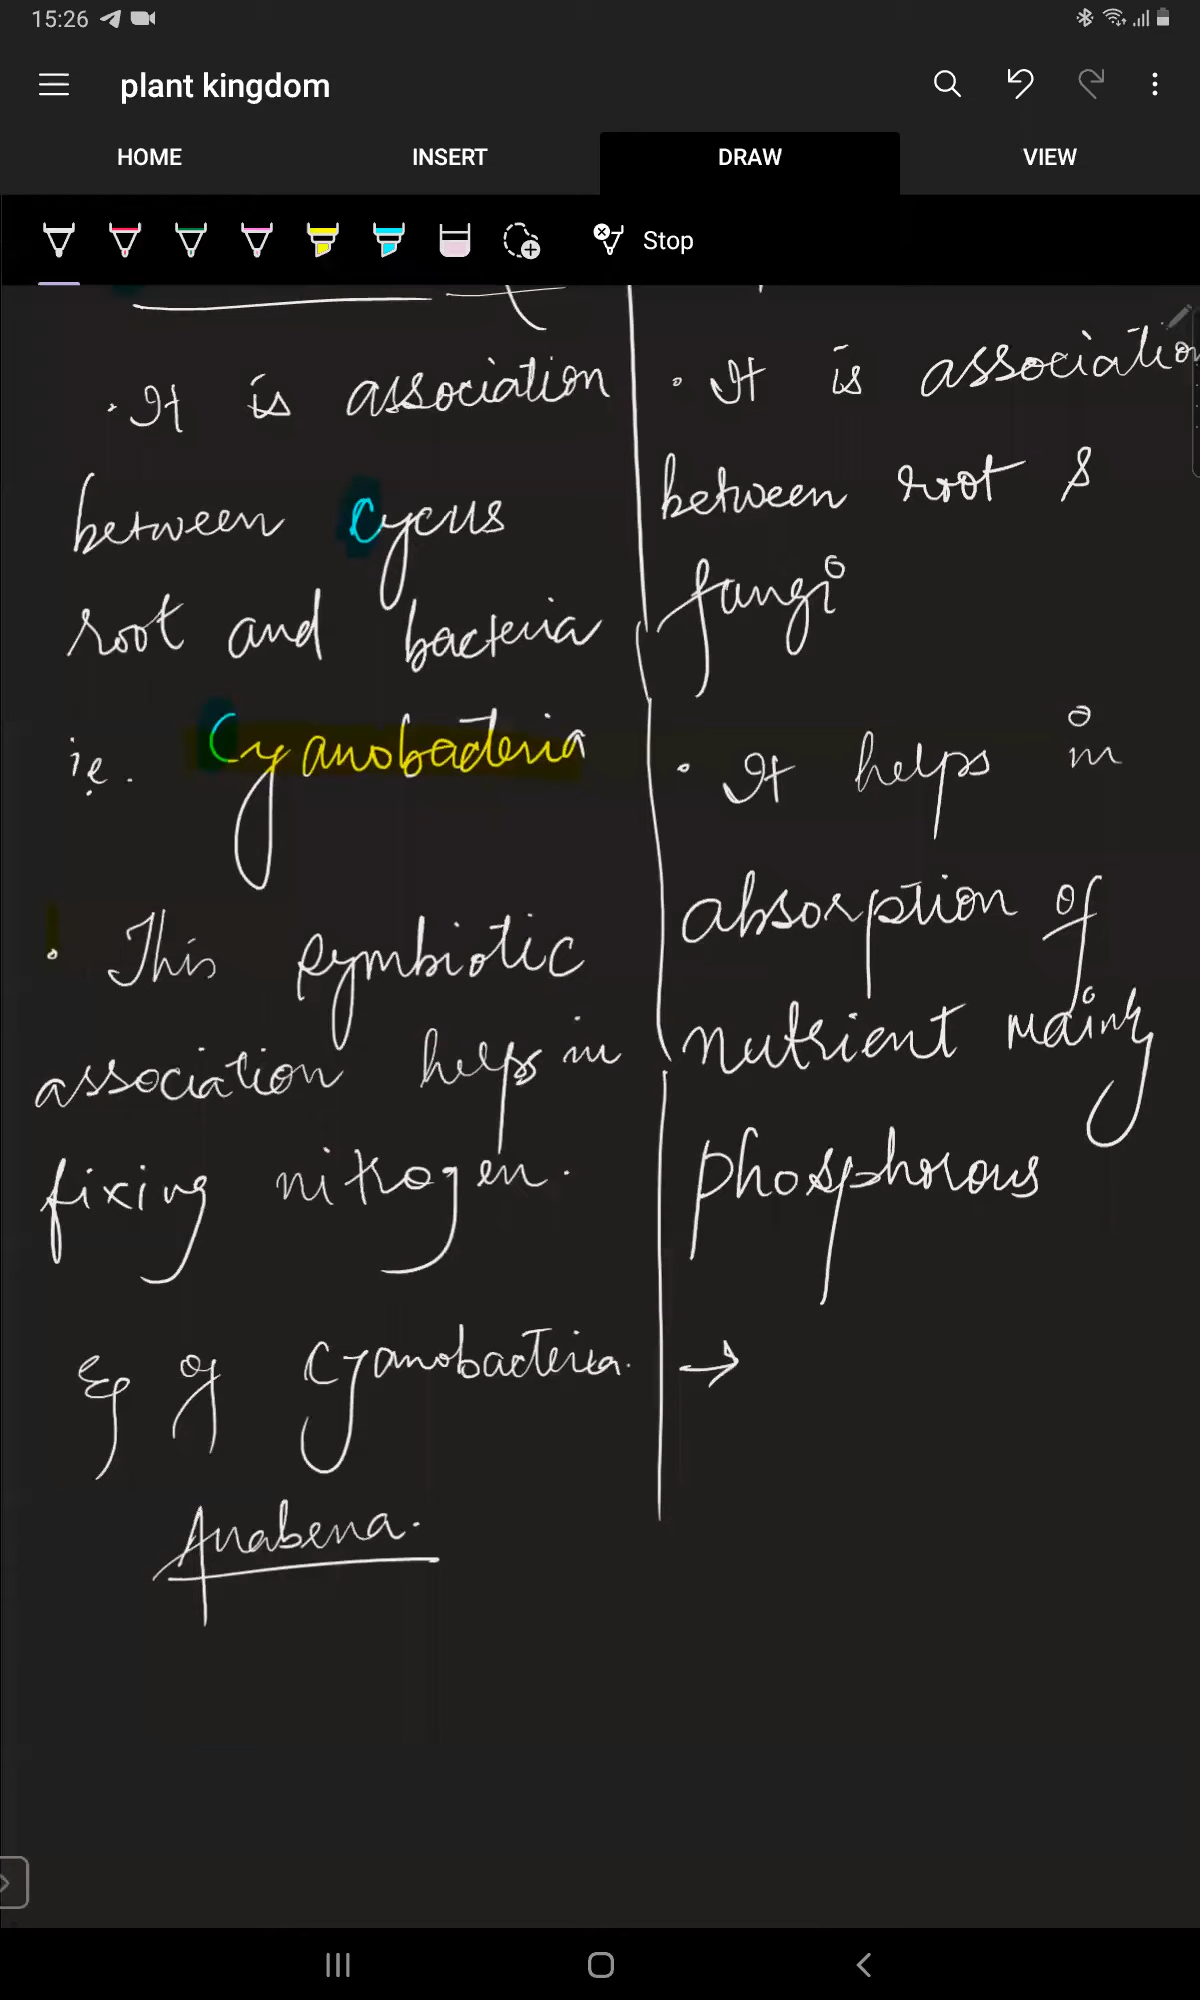 15:26
plant kingdom
HOME INSERT DRAW VIEW
Stop
• It is association
between Cycus
root and bacteria
ie. Cyanobacteria
• This symbiotic
association helps in
fixing nitrogen.
Eg of Cyanobacteria.
Anabena.
• It is association
between root &
fungi
• It helps in
absorption of
nutrient mainly
phosphorous
→